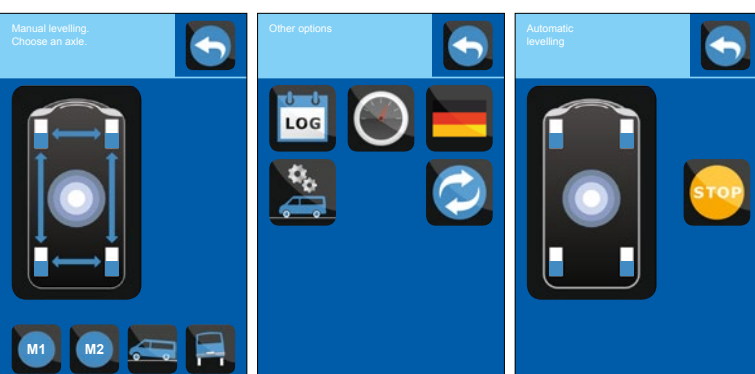 Manual levelling.
Choose an axle.
M1
M2
Other options
LOG
Automatic
levelling
STOP